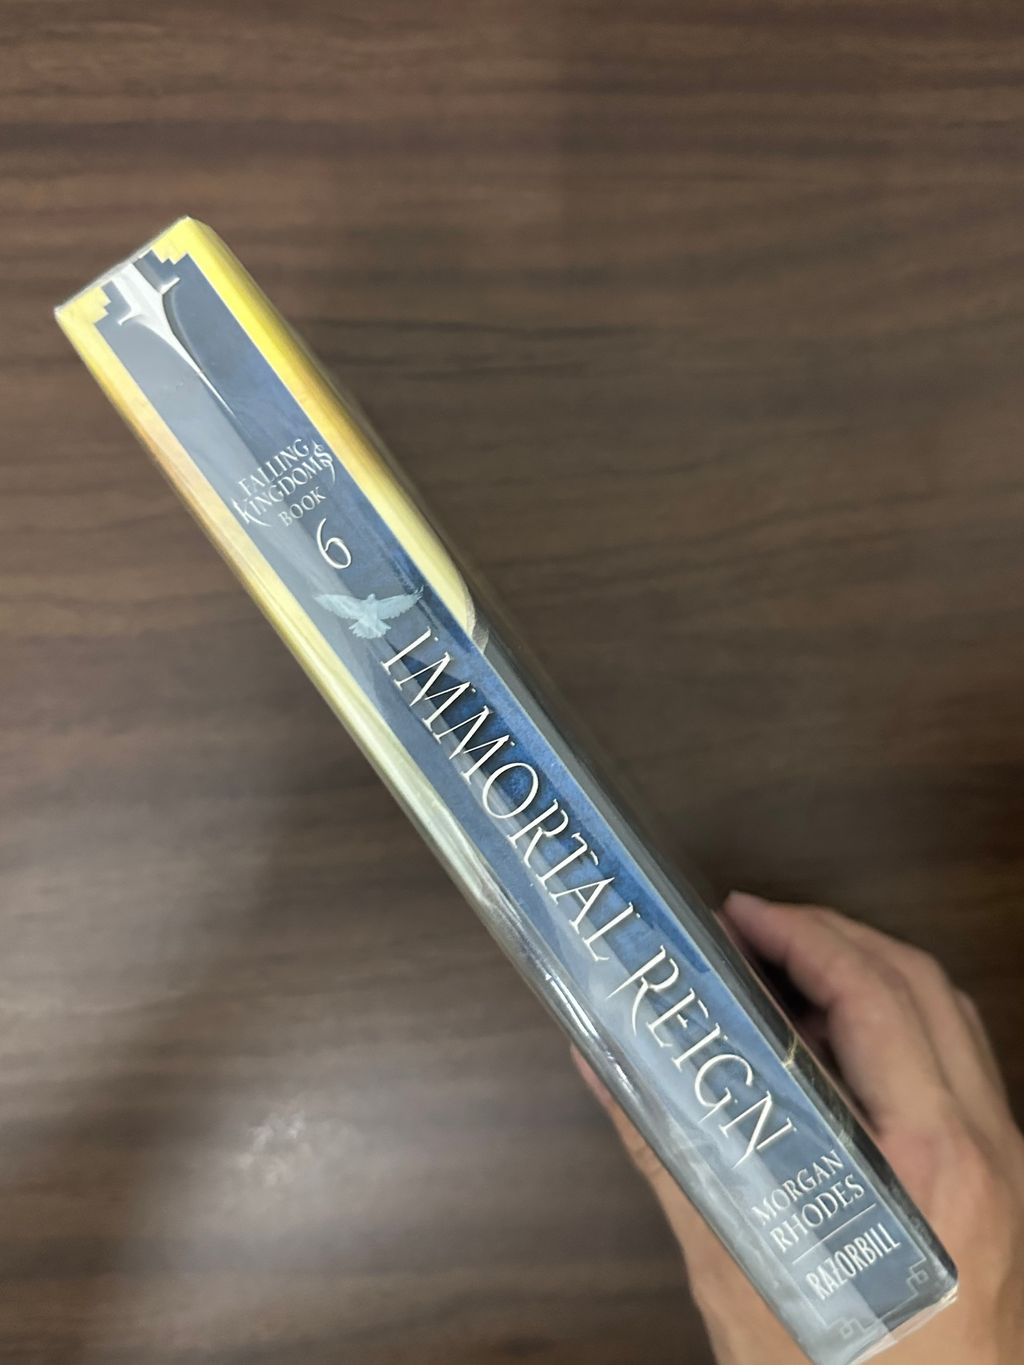 FALLING
KINGDOMS
BOOK
6
IMMORTAL REIGN
MORGAN
RHODES
RAZORBILL